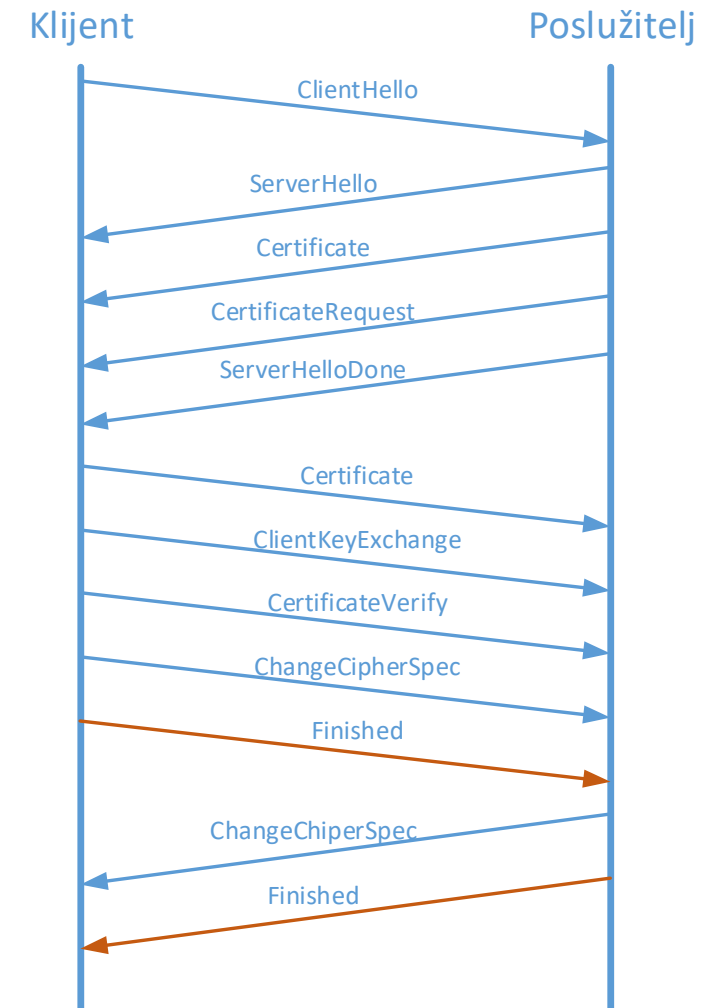 Klijent
Poslužitelj
ClientHello
ServerHello
Certificate
CertificateRequest
ServerHelloDone
Certificate
ClientKeyExchange
CertificateVerify
ChangeCipherSpec
Finished
ChangeChiperSpec
Finished